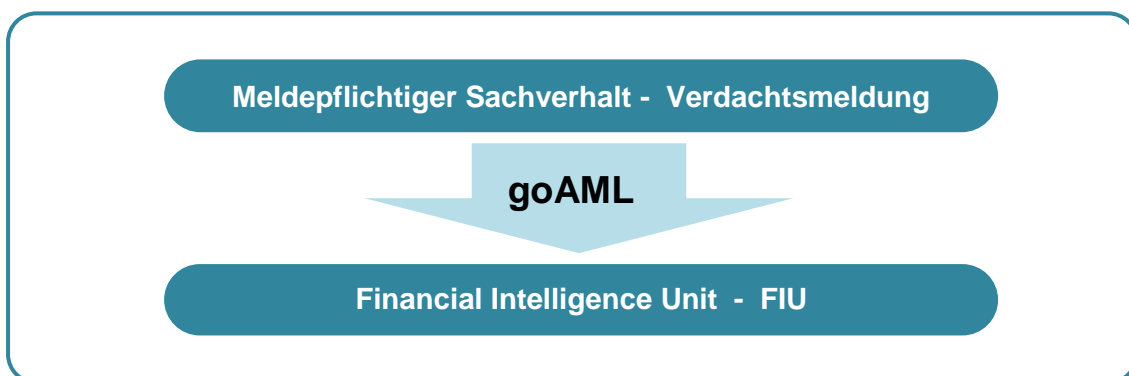 Meldepflichtiger Sachverhalt - Verdachtsmeldung
goAML
Financial Intelligence Unit - FIU